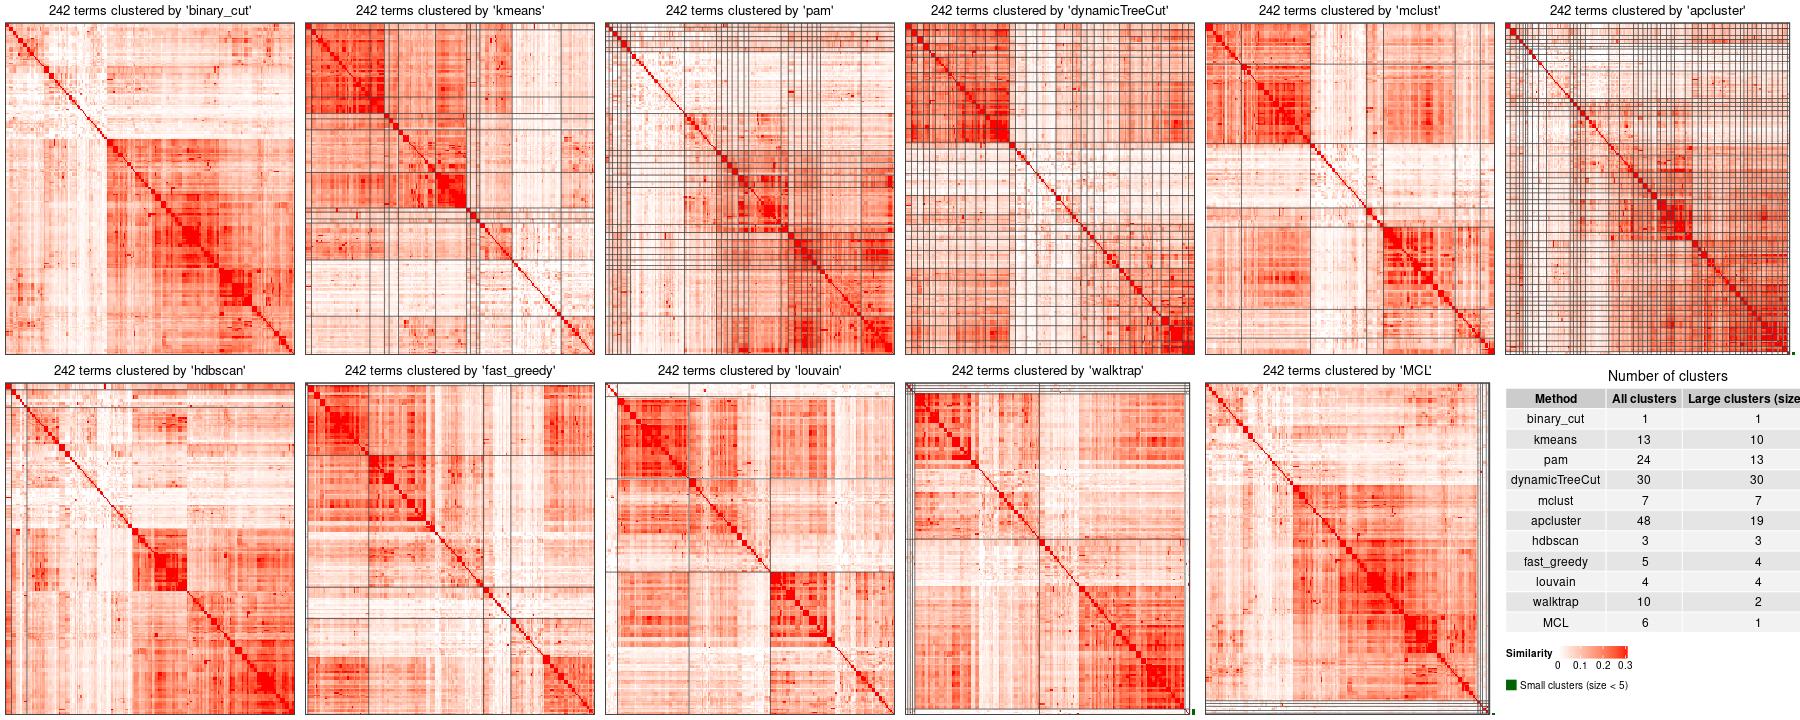 242 terms clustered by 'binary_cut'
242 terms clustered by 'kmeans'
242 terms clustered by 'pam'
242 terms clustered by 'dynamicTreeCut'
242 terms clustered by 'mclust'
242 terms clustered by 'apcluster'
242 terms clustered by 'hdbscan'
242 terms clustered by 'fast_greedy'
242 terms clustered by 'louvain'
242 terms clustered by 'walktrap'
242 terms clustered by 'MCL'
Number of clusters
Method All clusters Large clusters (size
binary_cut 1 1
kmeans 13 10
pam 24 13
dynamicTreeCut 30 30
mclust 7 7
apcluster 48 19
hdbscan 3 3
fast_greedy 5 4
louvain 4 4
walktrap 10 2
MCL 6 1
Similarity
0 0.1 0.2 0.3
Small clusters (size < 5)